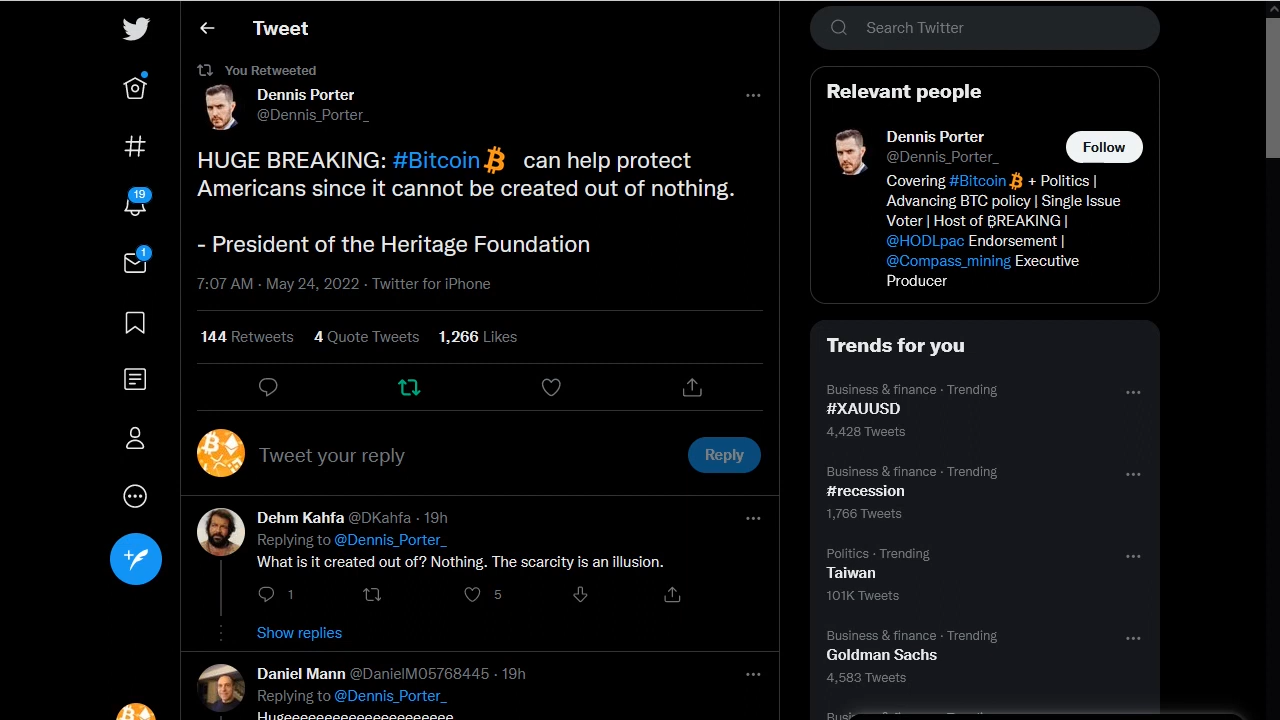 Tweet
You Retweeted
Dennis Porter
@Dennis_Porter_
HUGE BREAKING: #Bitcoin can help protect
Americans since it cannot be created out of nothing.
- President of the Heritage Foundation
7:07 AM · May 24, 2022 · Twitter for iPhone
144 Retweets 4 Quote Tweets 1,266 Likes
Tweet your reply
Reply
Dehm Kahfa @DKahfa · 19h
Replying to @Dennis_Porter_
What is it created out of? Nothing. The scarcity is an illusion.
1
5
Show replies
Daniel Mann @DanielM05768445 · 19h
Replying to @Dennis_Porter_
19
1
Search Twitter
Relevant people
Dennis Porter
@Dennis_Porter_
Follow
Covering #Bitcoin + Politics |
Advancing BTC policy | Single Issue
Voter | Host of ₿REAKING |
@HODLpac Endorsement |
@Compass_mining Executive
Producer
Trends for you
Business & finance · Trending
#XAUUSD
4,428 Tweets
Business & finance · Trending
#recession
1,766 Tweets
Politics · Trending
Taiwan
101K Tweets
Business & finance · Trending
Goldman Sachs
4,583 Tweets